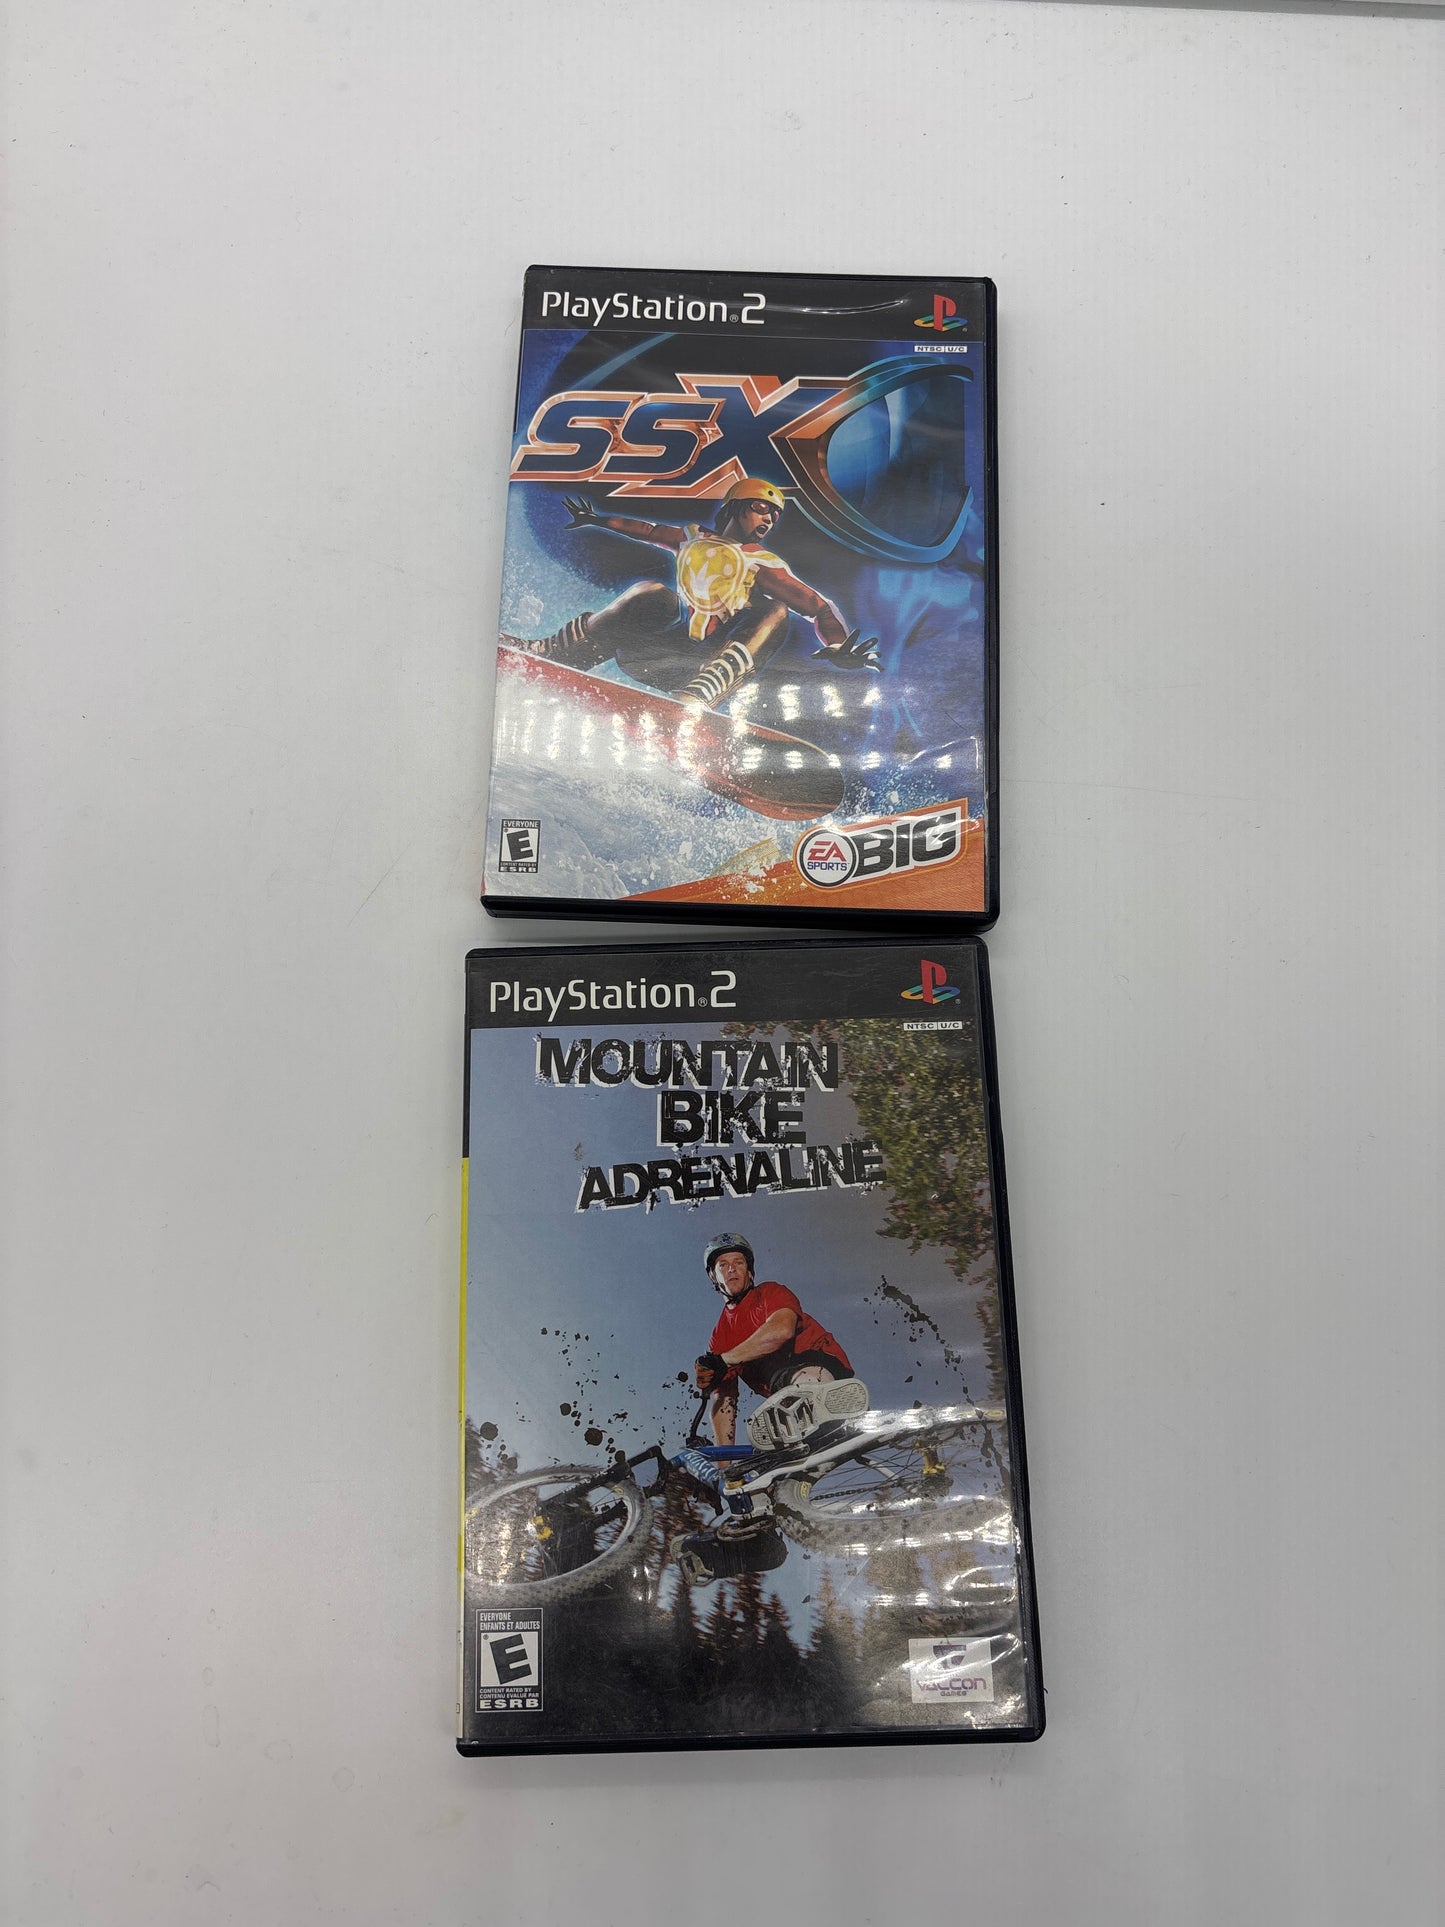 PlayStation®2
NTSC U/C
SSX
EVERYONE
E
CONTENT RATED BY
ESRB
EA
SPORTS
BIG
PlayStation®2
NTSC U/C
MOUNTAIN
BIKE
ADRENALINE
EVERYONE
ENFANTS ET ADULTES
E
CONTENT RATED BY
CONTENU ÉVALUÉ PAR
ESRB
VALCON
GAMES